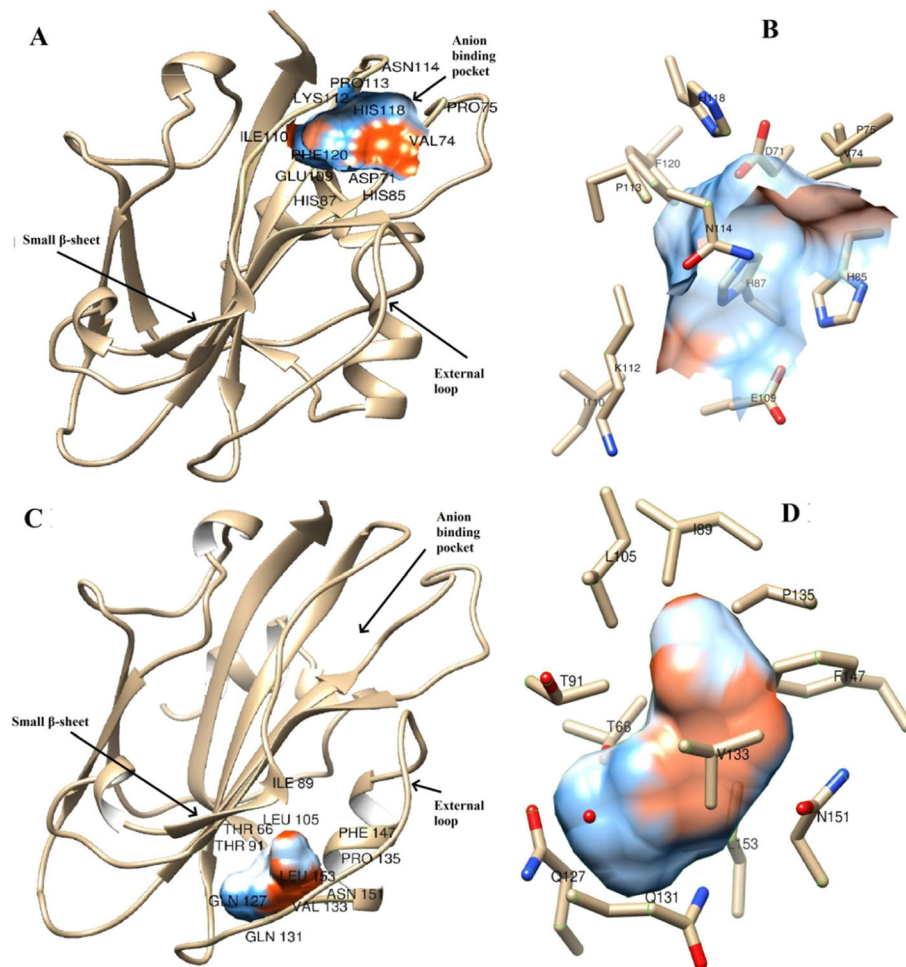 A
B
Anion
binding
pocket
ASN114
PRO113
LYS112
HIS118
PRO75
ILE110
VAL74
PHE120
GLU109
ASP71
HIS85
HIS87
Small β-sheet
External
loop
H118
P75
D71
V74
F120
P113
N114
H87
H85
K112
I110
E109
C
D
Anion
binding
pocket
Small β-sheet
ILE 89
External
loop
LEU 105
THR 66
PHE 147
THR 91
PRO 135
LEU 153
ASN 151
GLN 127
VAL 133
GLN 131
I89
L105
P135
T91
F147
T66
V133
N151
L153
Q127
Q131